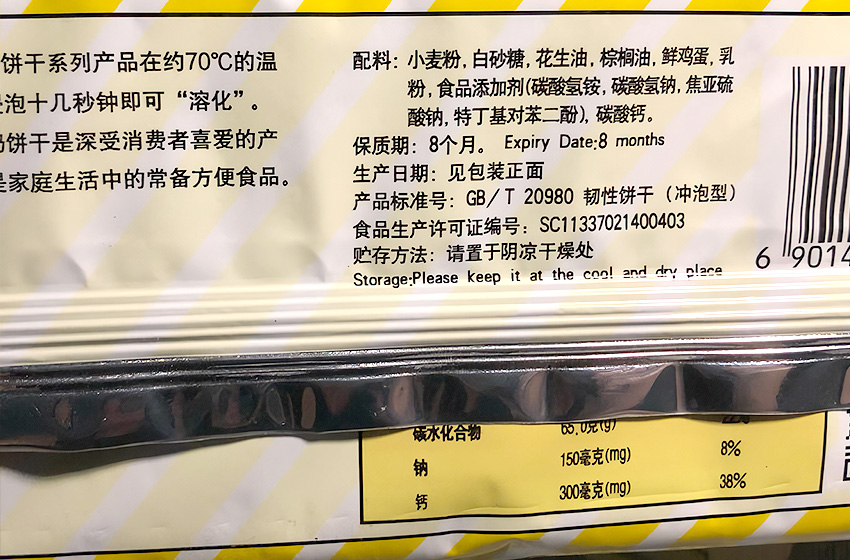 饼干系列产品在约70℃的温
泡十几秒钟即可“溶化”。
饼干是深受消费者喜爱的产
家庭生活中的常备方便食品。
配料：小麦粉，白砂糖，花生油，棕榈油，鲜鸡蛋，乳
粉，食品添加剂(碳酸氢铵，碳酸氢钠，焦亚硫
酸钠，特丁基对苯二酚)，碳酸钙。
保质期：8个月。 Expiry Date:8 months
生产日期：见包装正面
产品标准号：GB/T 20980 韧性饼干（冲泡型）
食品生产许可证编号：SC11337021400403
贮存方法：请置于阴凉干燥处
Storage:Please keep it at the cool and dry place
6 9014
碳水化合物 65.0克(g)
钠 150毫克(mg) 8%
钙 300毫克(mg) 38%